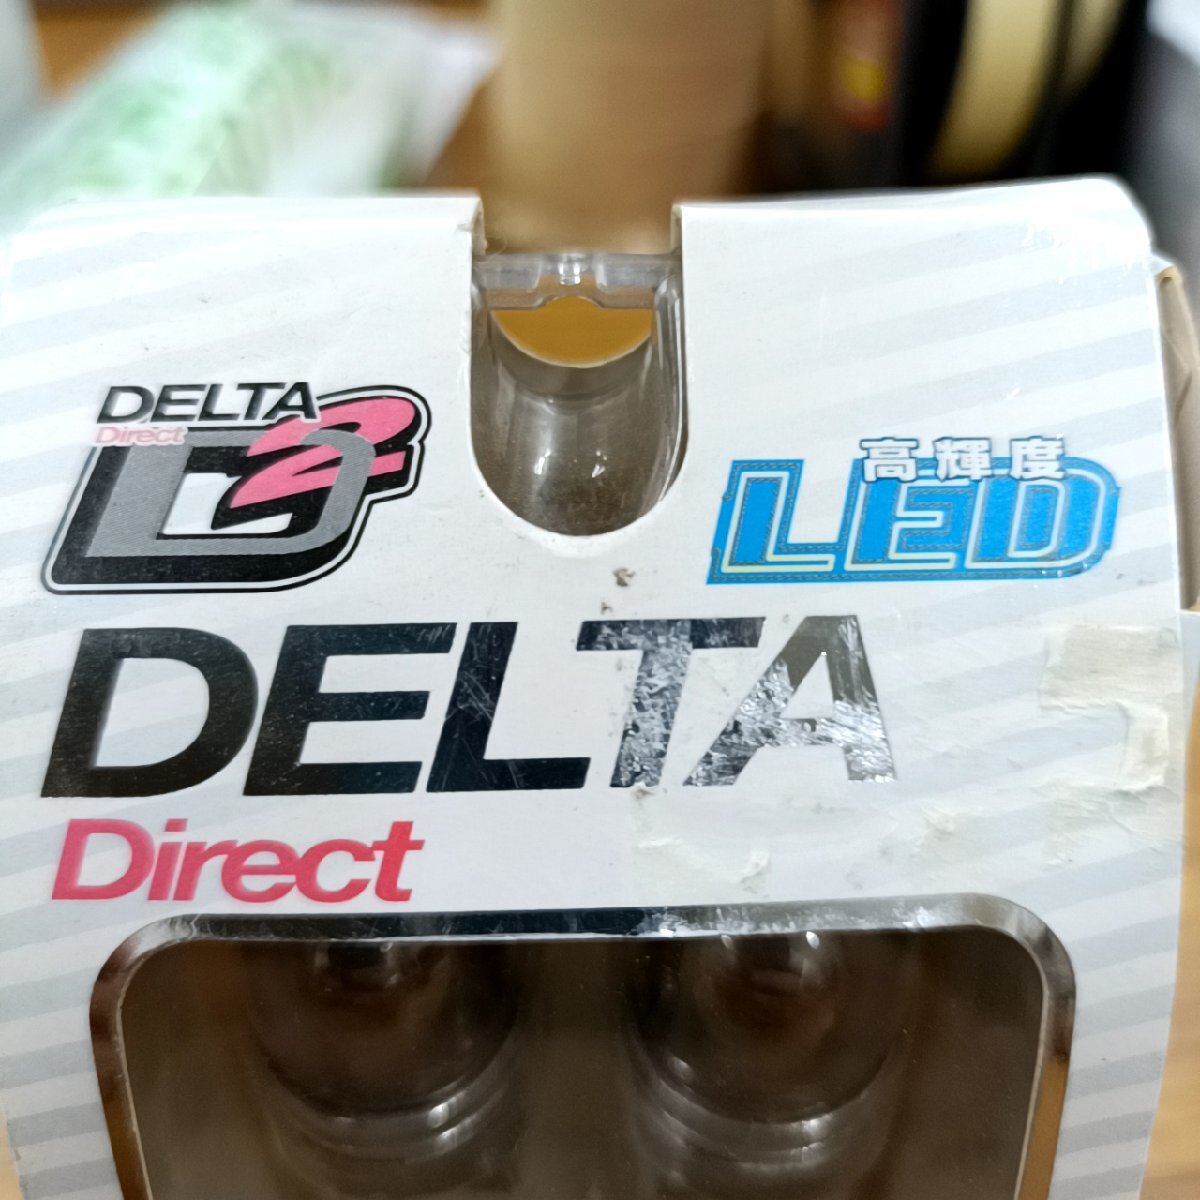 DELTA
Direct
D2
高輝度
LED
DELTA
Direct